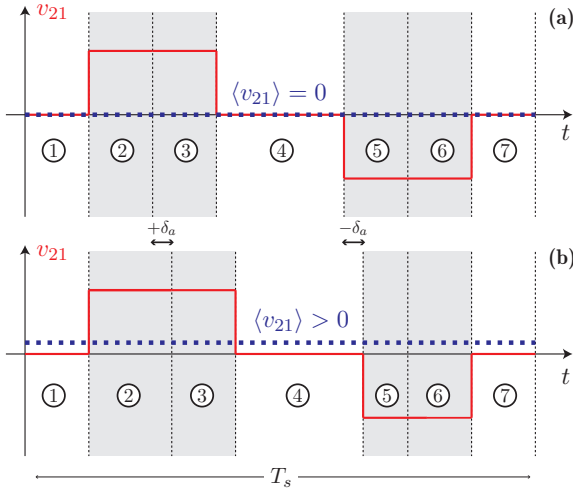 v₂₁ (a)
⟨v₂₁⟩ = 0
t
① ② ③ ④ ⑤ ⑥ ⑦
+δₐ −δₐ
v₂₁ (b)
⟨v₂₁⟩ > 0
t
① ② ③ ④ ⑤ ⑥ ⑦
Tₛ